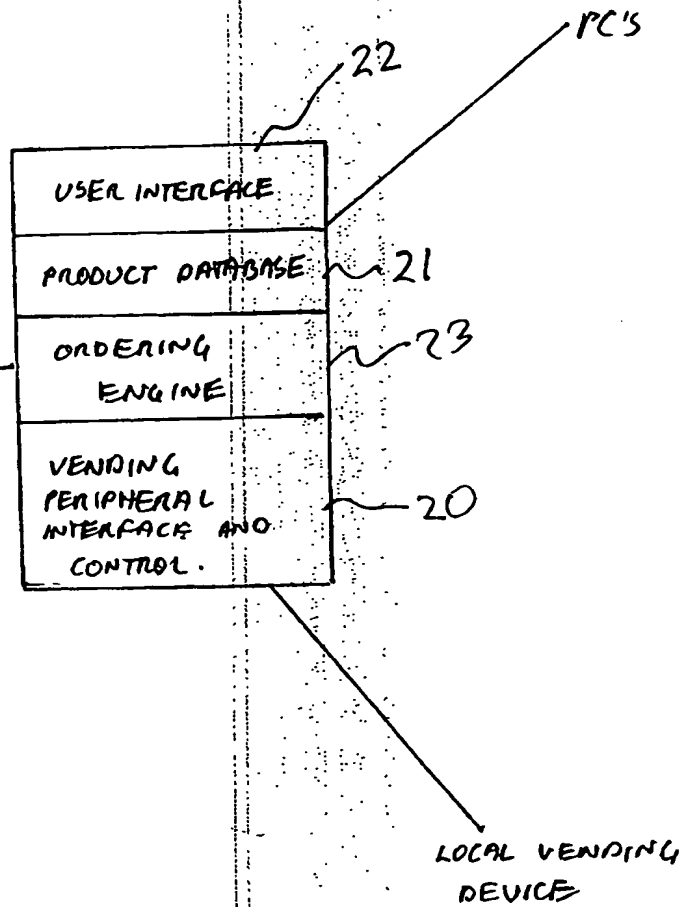 PC'S
22
USER INTERFACE
PRODUCT DATABASE
21
ORDERING
ENGINE
23
VENDING
PERIPHERAL
INTERFACE AND
CONTROL.
20
LOCAL VENDING
DEVICE